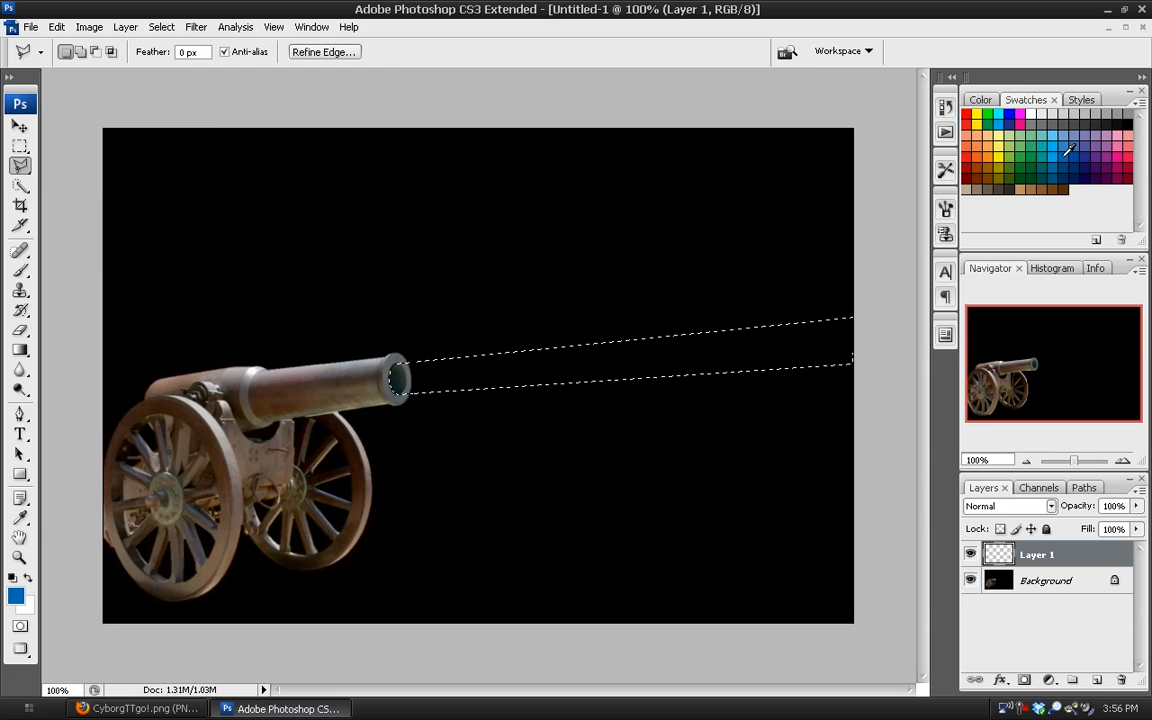 Adobe Photoshop CS3 Extended - [Untitled-1 @ 100% (Layer 1, RGB/8)]
File Edit Image Layer Select Filter Analysis View Window Help
Feather: 0 px Anti-alias Refine Edge... Workspace
Ps
Color Swatches × Styles
Navigator × Histogram Info
100%
Layers × Channels Paths
Normal Opacity: 100%
Lock: Fill: 100%
Layer 1
Background
T
A
fx
100% Doc: 1.31M/1.03M
CyborgTTgo!.png (PN... Ps Adobe Photoshop CS... 3:56 PM